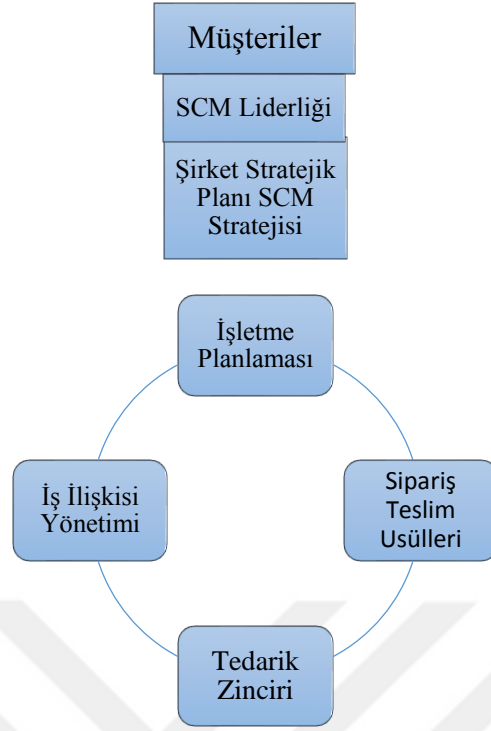 Müşteriler
SCM Liderliği
Şirket Stratejik
Planı SCM
Stratejisi
İşletme
Planlaması
İş İlişkisi
Yönetimi
Sipariş
Teslim
Usülleri
Tedarik
Zinciri